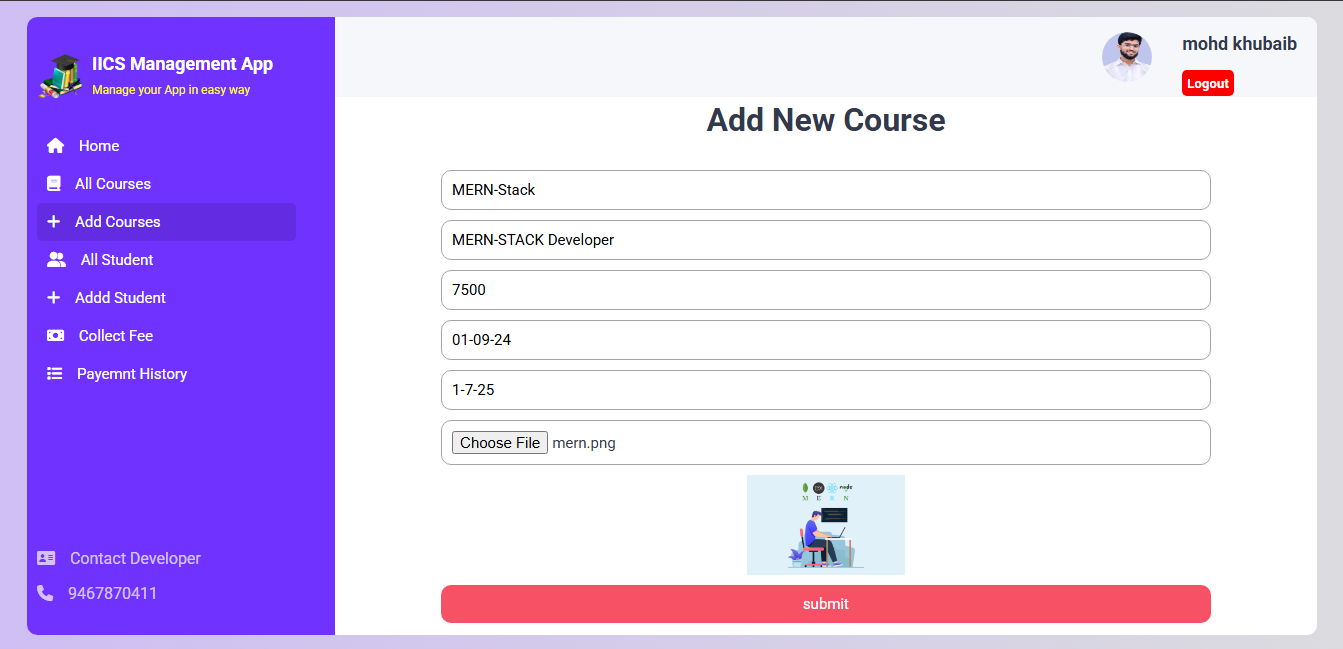 IICS Management App
Manage your App in easy way
Home
All Courses
Add Courses
All Student
Addd Student
Collect Fee
Payemnt History
Contact Developer
9467870411
mohd khubaib
Logout
Add New Course
MERN-Stack
MERN-STACK Developer
7500
01-09-24
1-7-25
Choose File mern.png
node
M E R N
submit